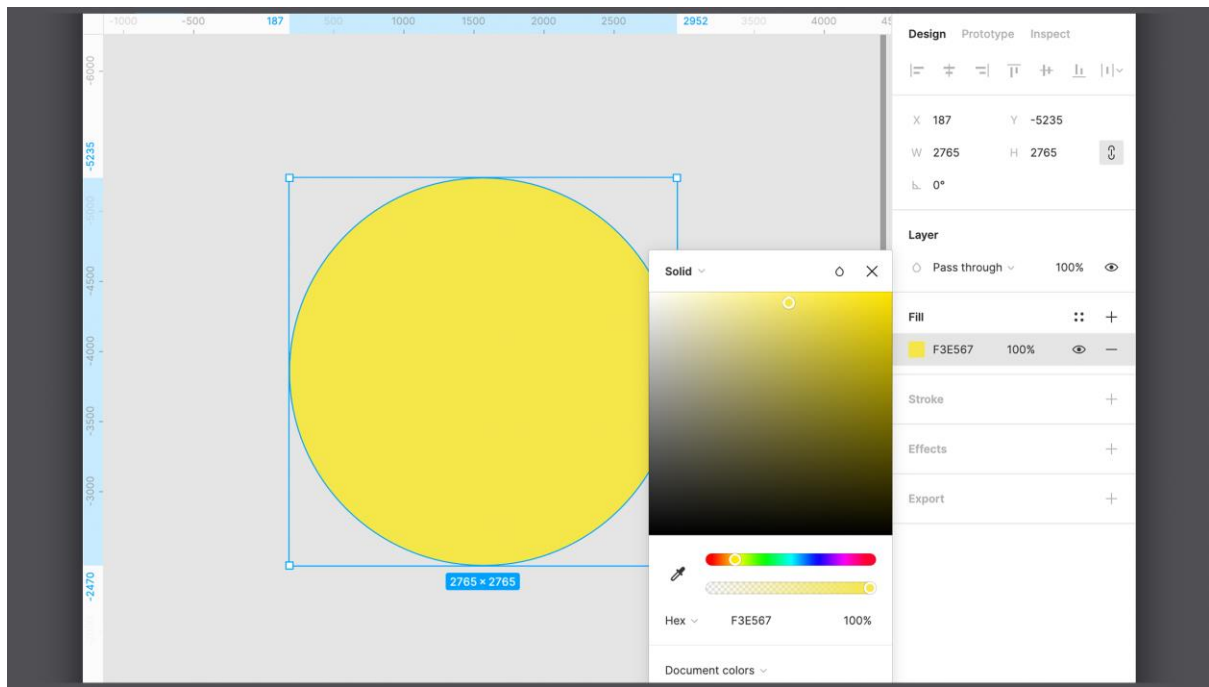 -1000 -500 187 500 1000 1500 2000 2500 2952 3500 4000
Design Prototype Inspect
-6000
X 187 Y -5235
-5235
W 2765 H 2765
0°
-5000
Layer
Pass through 100%
Solid
-4500
Fill
F3E567 100%
-4000
Stroke
-3500
Effects
-3000
Export
2765 × 2765
-2470
Hex F3E567 100%
Document colors